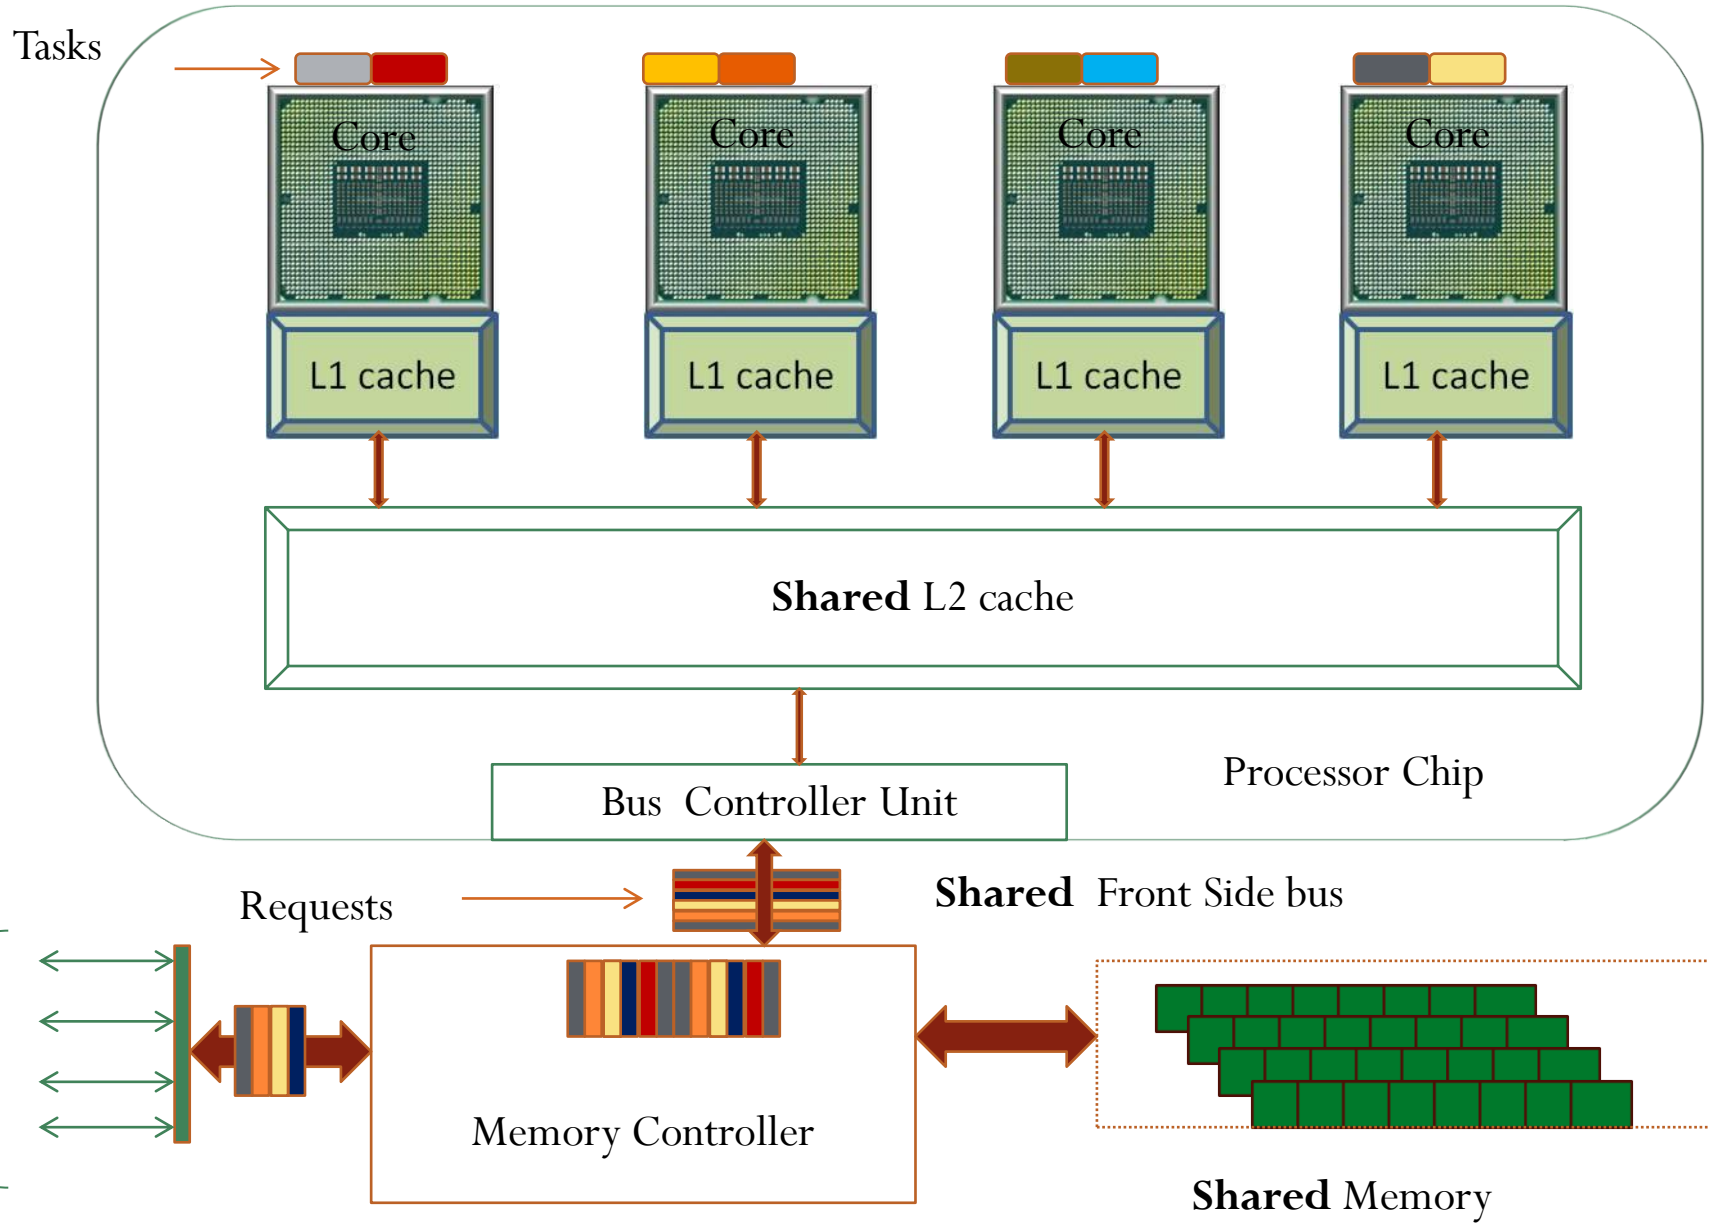 Tasks
Core
Core
Core
Core
L1 cache
L1 cache
L1 cache
L1 cache
Shared L2 cache
Processor Chip
Bus Controller Unit
Requests
Shared Front Side bus
Memory Controller
Shared Memory